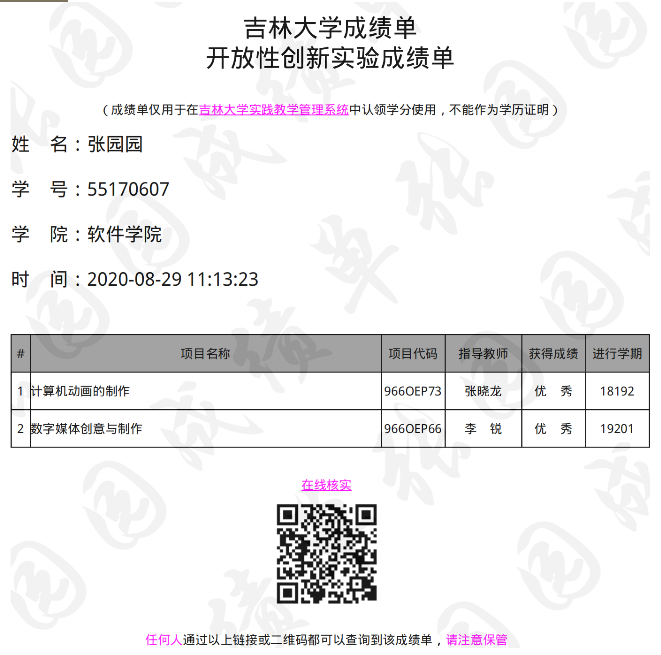 吉林大学成绩单
开放性创新实验成绩单
（成绩单仅用于在吉林大学实践教学管理系统中认领学分使用，不能作为学历证明）
姓 名：张园园
学 号：55170607
学 院：软件学院
时 间：2020-08-29 11:13:23
# 项目名称 项目代码 指导教师 获得成绩 进行学期
1 计算机动画的制作 966OEP73 张晓龙 优 秀 18192
2 数字媒体创意与制作 966OEP66 李 锐 优 秀 19201
在线核实
任何人通过以上链接或二维码都可以查询到该成绩单，请注意保管